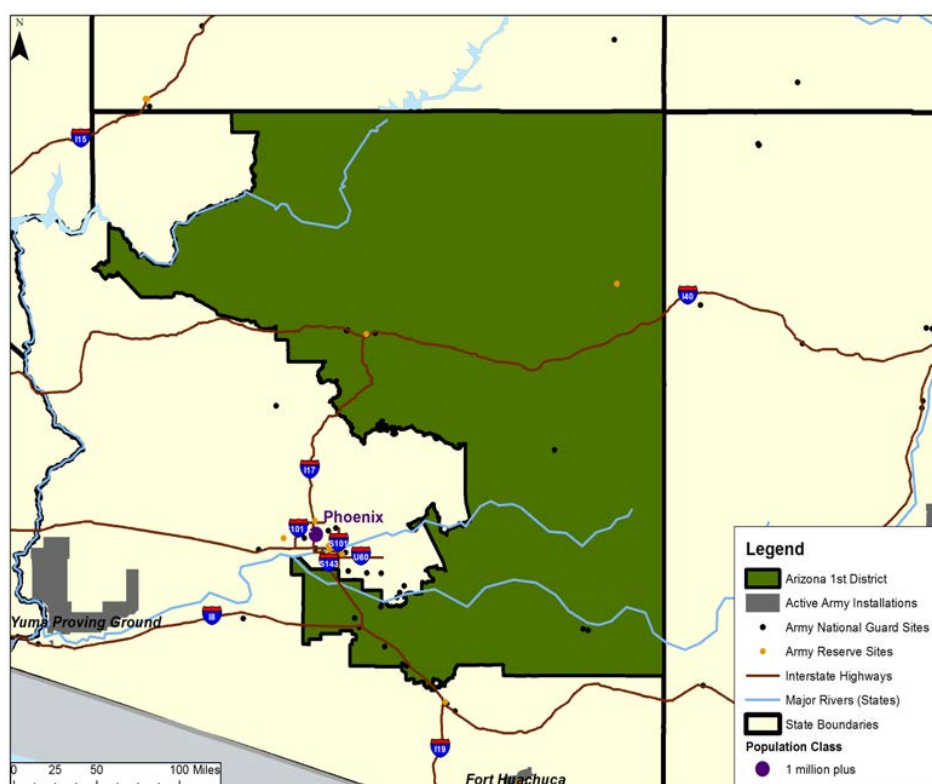 N
I15
I40
I17
Phoenix
101
S101
U60
S143
I8
Yuma Proving Ground
I19
Fort Huachuca
0 25 50 100 Miles
Legend
Arizona 1st District
Active Army Installations
Army National Guard Sites
Army Reserve Sites
Interstate Highways
Major Rivers (States)
State Boundaries
Population Class
1 million plus